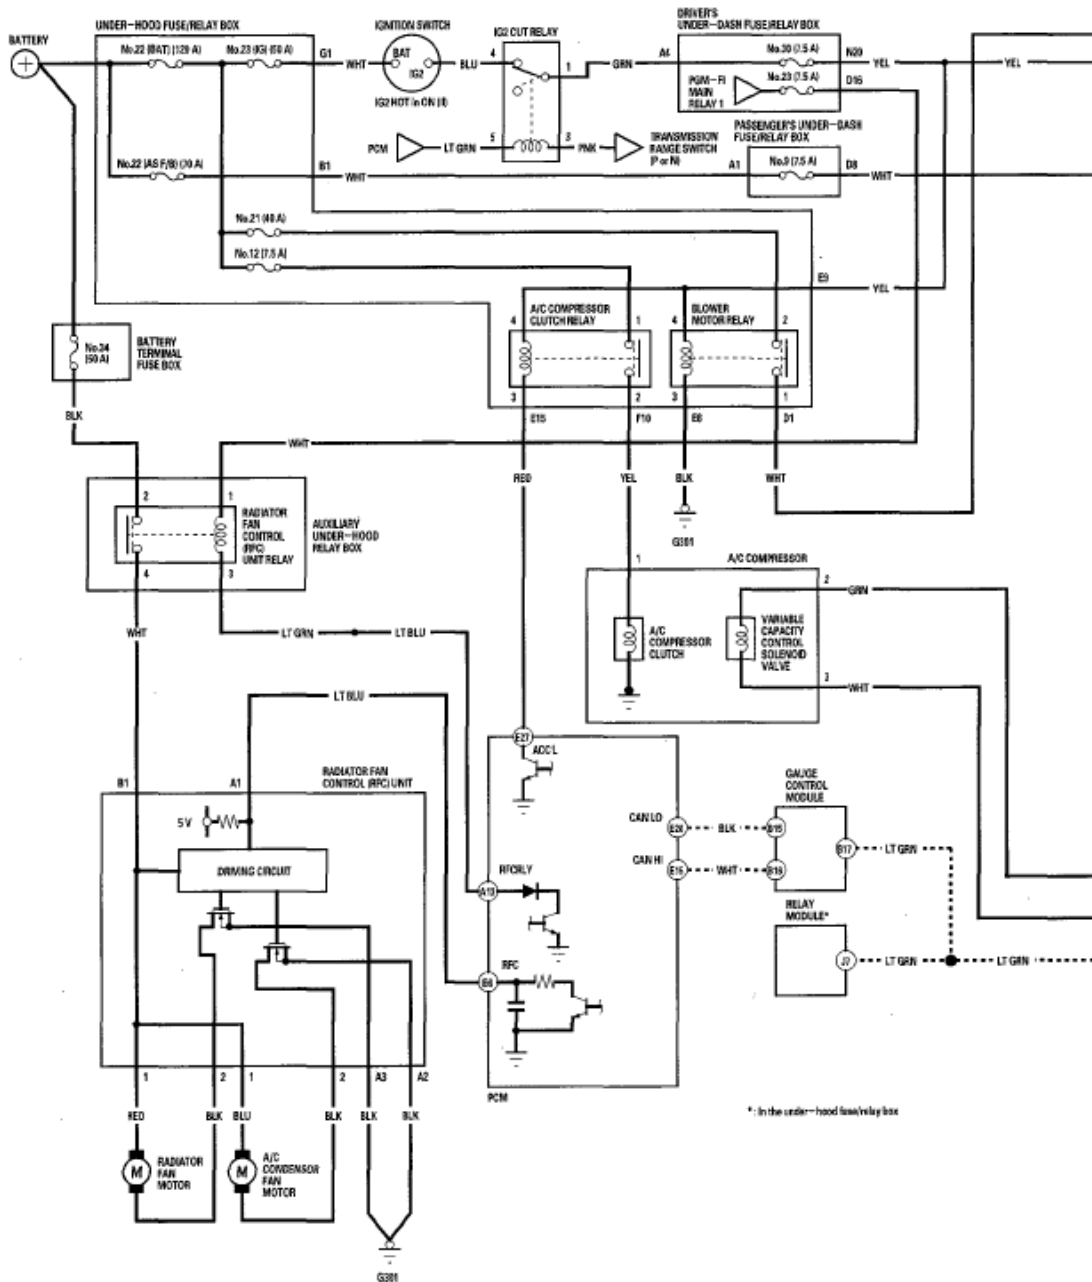 BATTERY
UNDER-HOOD FUSE/RELAY BOX
No.22 (BAT) (120 A)
No.23 (IG) (50 A)
G1
WHT
IGNITION SWITCH
BAT
IG2
IG2 HOT in ON (II)
BLU
IG2 CUT RELAY
4
1
5
3
GRN
A4
DRIVER'S
UNDER-DASH FUSE/RELAY BOX
No.30 (7.5 A)
N20
YEL
YEL
PGM-FI
MAIN
RELAY 1
No.23 (7.5 A)
D16
PCM
LT GRN
PNK
TRANSMISSION
RANGE SWITCH
(P or N)
PASSENGER'S UNDER-DASH
FUSE/RELAY BOX
No.22 (AS F/B) (70 A)
B1
WHT
A1
No.9 (7.5 A)
D8
WHT
No.21 (40 A)
No.12 (7.5 A)
E9
YEL
A/C COMPRESSOR
CLUTCH RELAY
4
1
3
2
BLOWER
MOTOR RELAY
4
2
3
1
E15
F10
E8
D1
No.34
(50 A)
BATTERY
TERMINAL
FUSE BOX
BLK
WHT
RED
YEL
BLK
WHT
G301
2
1
RADIATOR
FAN
CONTROL
(RFC)
UNIT RELAY
AUXILIARY
UNDER-HOOD
RELAY BOX
4
3
WHT
LT GRN
LT BLU
1
A/C COMPRESSOR
2
GRN
A/C
COMPRESSOR
CLUTCH
VARIABLE
CAPACITY
CONTROL
SOLENOID
VALVE
3
WHT
LT BLU
B1
A1
RADIATOR FAN
CONTROL (RFC) UNIT
5 V
DRIVING CIRCUIT
E27
ACC L
CAN LO
E28
BLK
B15
CAN HI
E15
WHT
B16
GAUGE
CONTROL
MODULE
B17
LT GRN
RELAY
MODULE*
J7
LT GRN
LT GRN
A13
RFCRLY
B6
RFC
PCM
1
2
1
2
A3
A2
RED
BLK
BLU
BLK
BLK
BLK
M
RADIATOR
FAN
MOTOR
M
A/C
CONDENSOR
FAN
MOTOR
G301
*: In the under-hood fuse/relay box